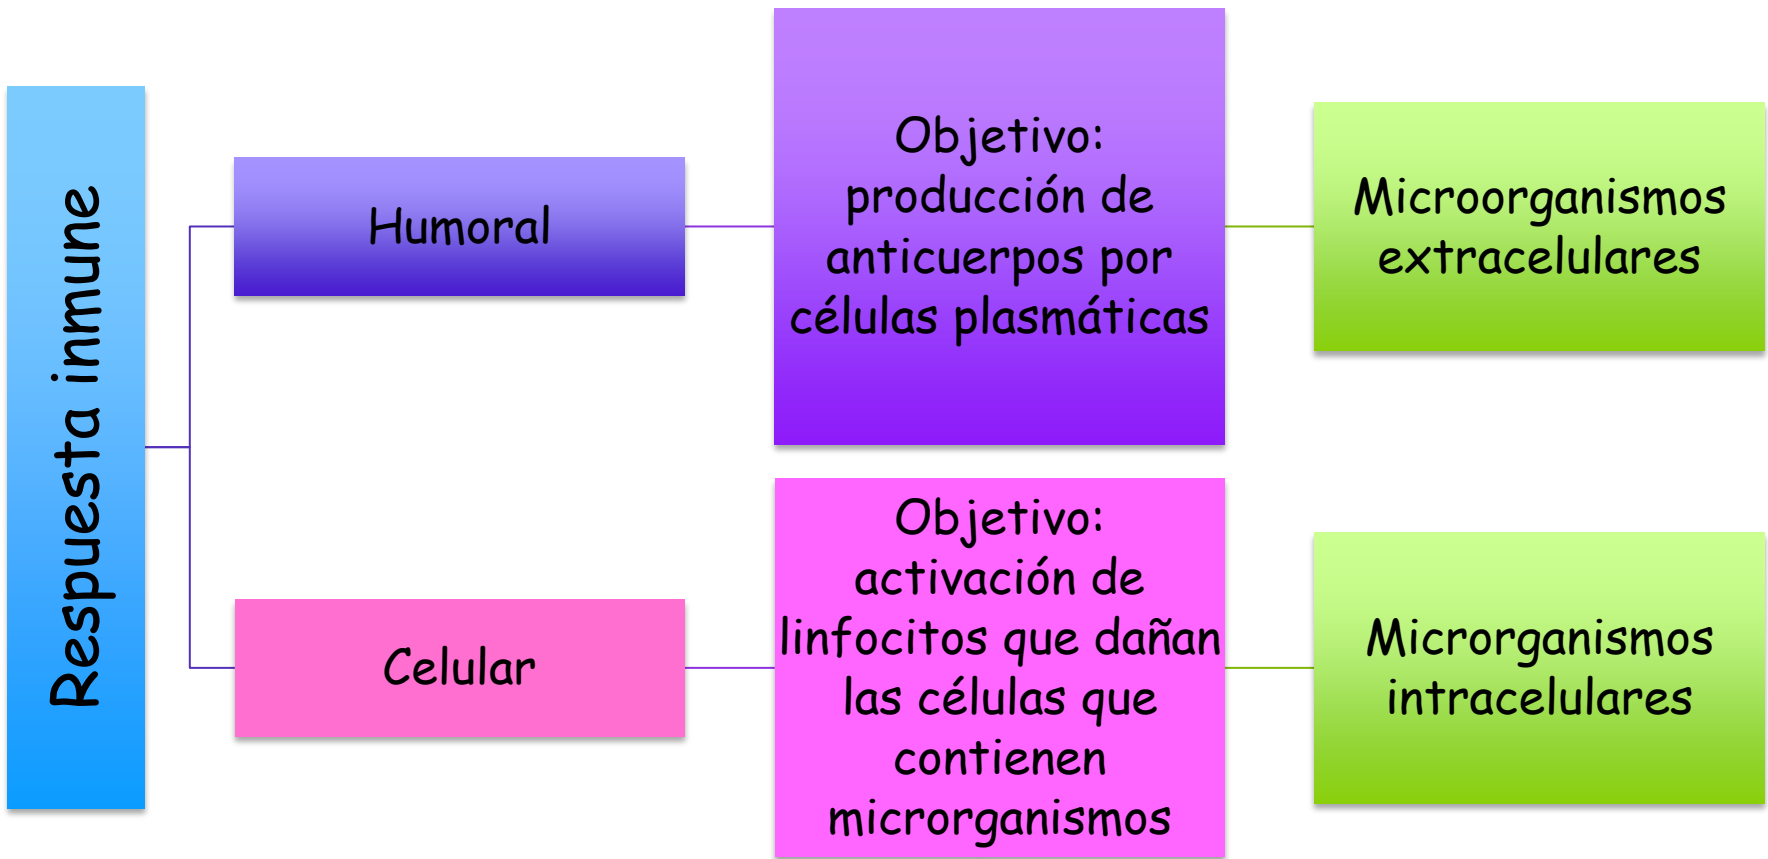 Respuesta inmune
Humoral
Objetivo:
producción de
anticuerpos por
células plasmáticas
Microorganismos
extracelulares
Celular
Objetivo:
activación de
linfocitos que dañan
las células que
contienen
microrganismos
Microrganismos
intracelulares